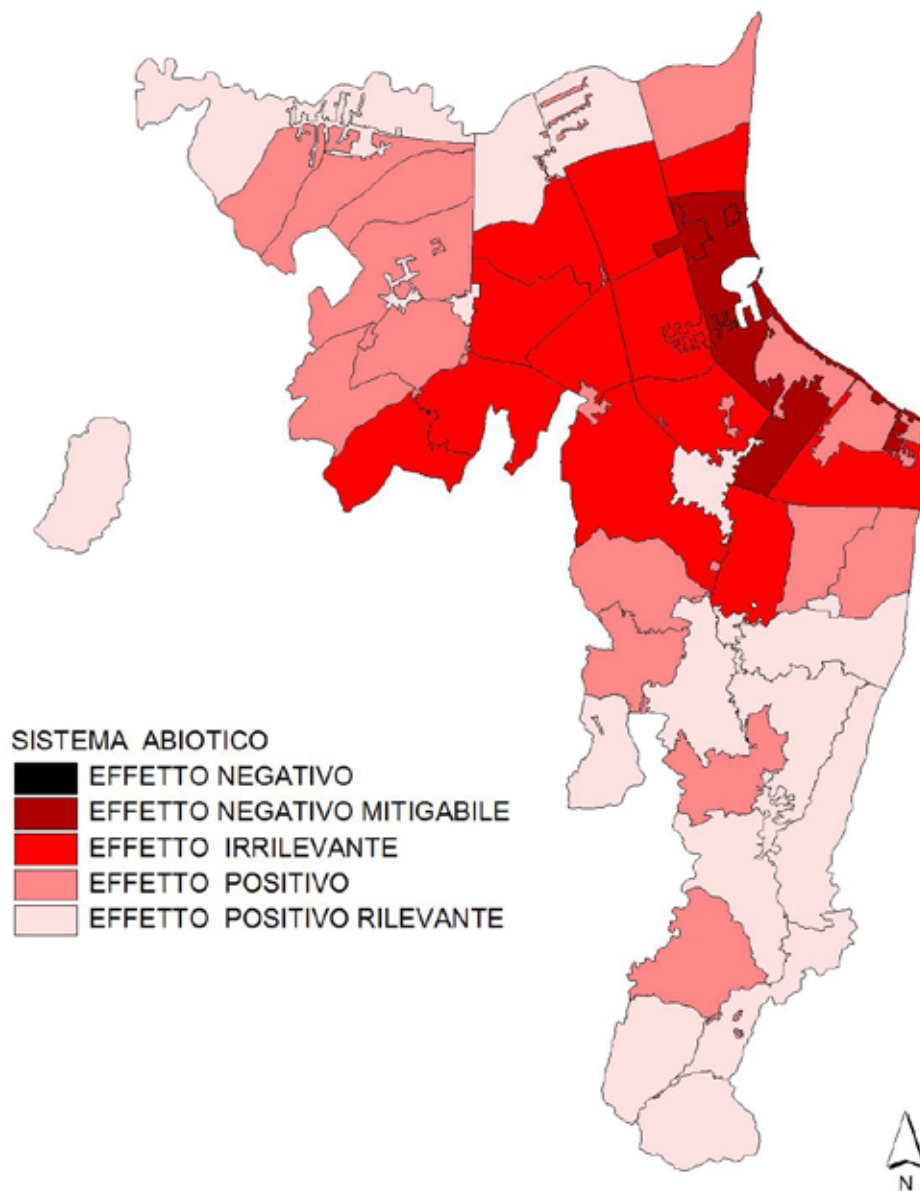 SISTEMA ABIOTICO
EFFETTO NEGATIVO
EFFETTO NEGATIVO MITIGABILE
EFFETTO IRRILEVANTE
EFFETTO POSITIVO
EFFETTO POSITIVO RILEVANTE
N